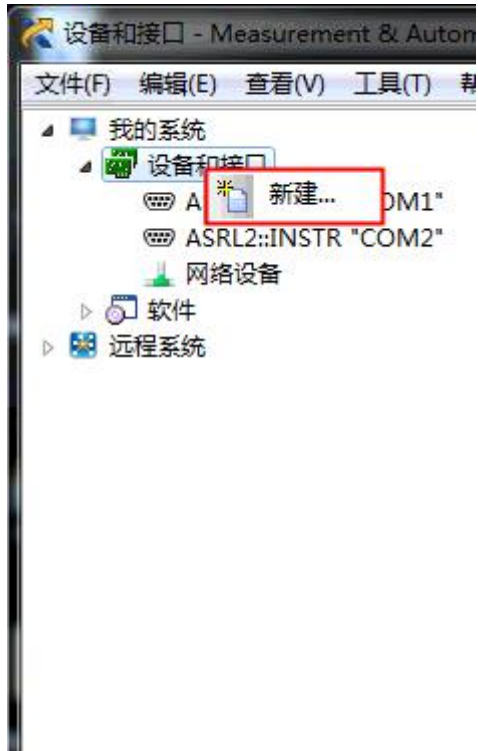 设备和接口 - Measurement & Autom
文件(F) 编辑(E) 查看(V) 工具(T)
我的系统
设备和接口
新建...
A OM1"
ASRL2::INSTR "COM2"
网络设备
软件
远程系统